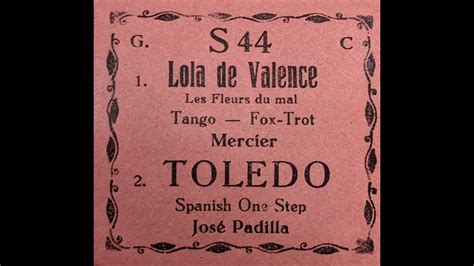 G. S 44 C
1. Lola de Valence
Les Fleurs du mal
Tango — Fox-Trot
Mercier
2. TOLEDO
Spanish One Step
José Padilla